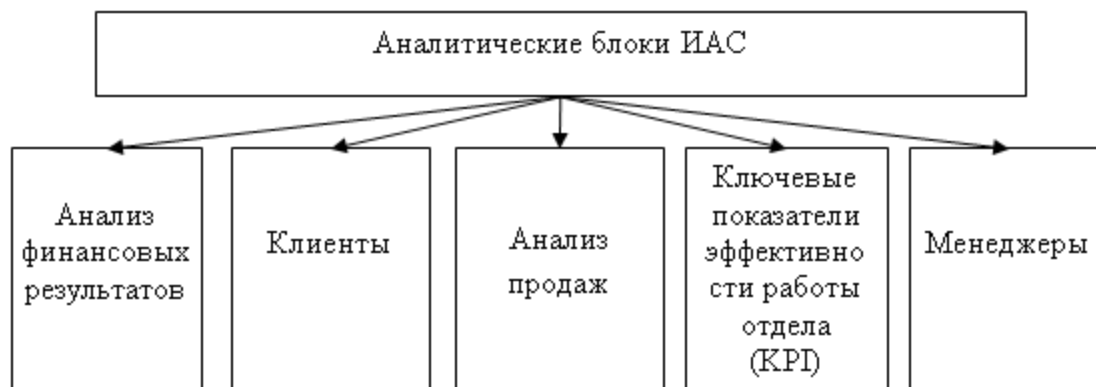 Аналитические блоки ИАС
Анализ
финансовых
результатов
Клиенты
Анализ
продаж
Ключевые
показатели
эффективно
сти работы
отдела
(KPI)
Менеджеры